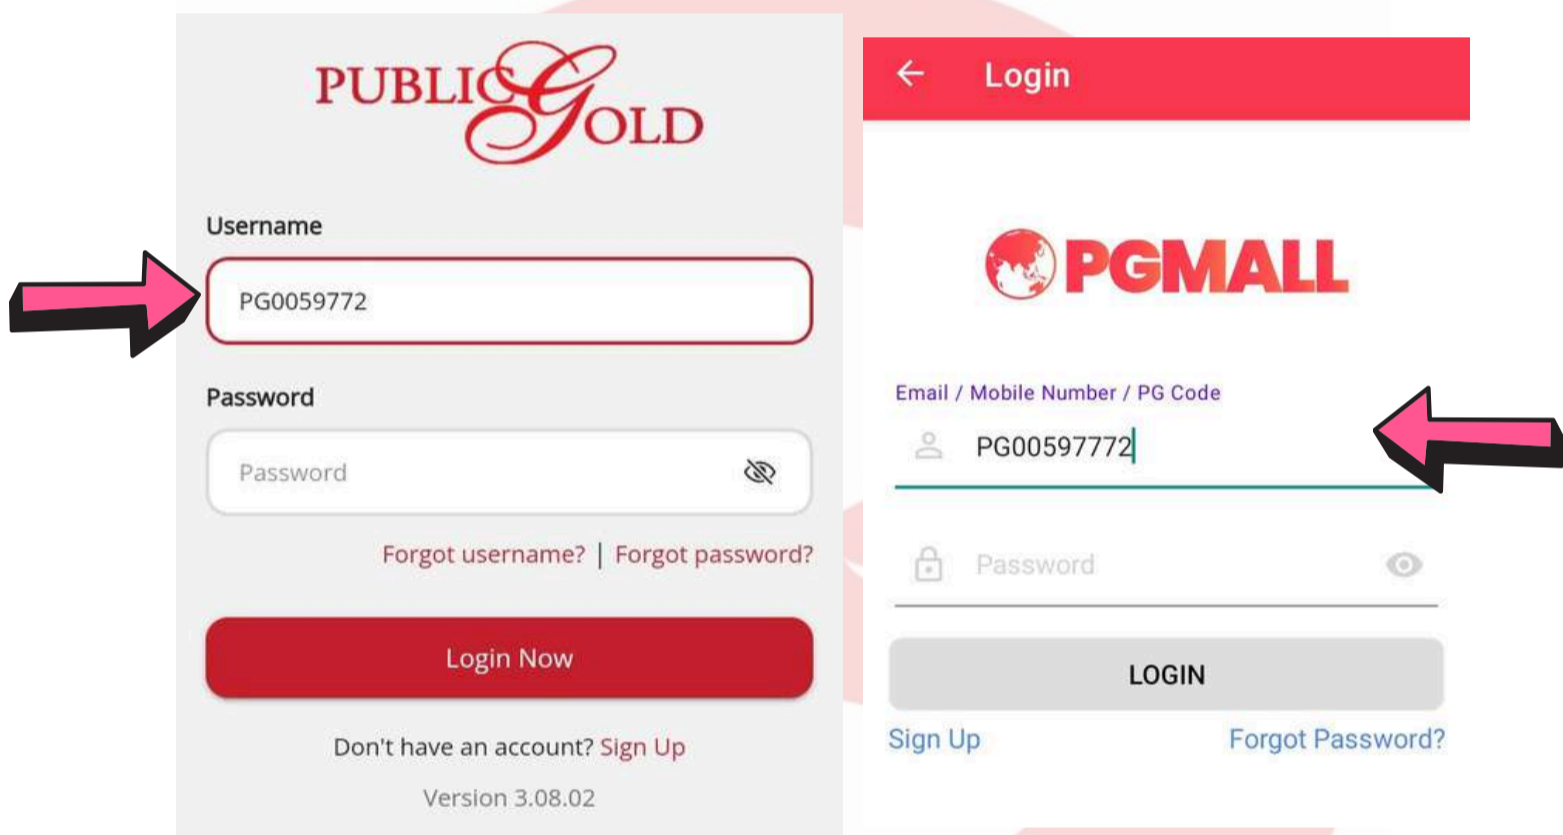 PUBLIC GOLD
Username
PG0059772
Password
Password
Forgot username? | Forgot password?
Login Now
Don't have an account? Sign Up
Version 3.08.02
Login
PGMALL
Email / Mobile Number / PG Code
PG00597772
Password
LOGIN
Sign Up
Forgot Password?